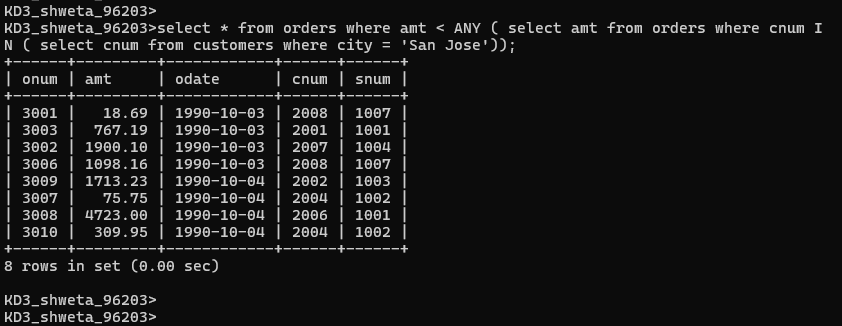 KD3_shweta_96203>
KD3_shweta_96203>select * from orders where amt < ANY ( select amt from orders where cnum I
N ( select cnum from customers where city = 'San Jose'));
+------+---------+------------+------+------+
| onum | amt     | odate      | cnum | snum |
+------+---------+------------+------+------+
| 3001 |   18.69 | 1990-10-03 | 2008 | 1007 |
| 3003 |  767.19 | 1990-10-03 | 2001 | 1001 |
| 3002 | 1900.10 | 1990-10-03 | 2007 | 1004 |
| 3006 | 1098.16 | 1990-10-03 | 2008 | 1007 |
| 3009 | 1713.23 | 1990-10-04 | 2002 | 1003 |
| 3007 |   75.75 | 1990-10-04 | 2004 | 1002 |
| 3008 | 4723.00 | 1990-10-04 | 2006 | 1001 |
| 3010 |  309.95 | 1990-10-04 | 2004 | 1002 |
+------+---------+------------+------+------+
8 rows in set (0.00 sec)

KD3_shweta_96203>
KD3_shweta_96203>